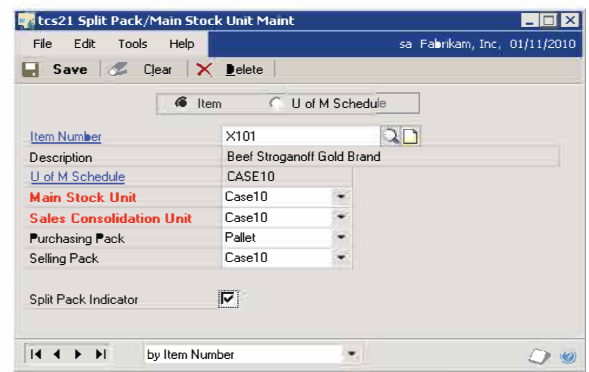 tcs21 Split Pack/Main Stock Unit Maint
File Edit Tools Help sa Fabrikam, Inc, 01/11/2010
Save Clear Delete
Item U of M Schedule
Item Number X101
Description Beef Stroganoff Gold Brand
U of M Schedule CASE10
Main Stock Unit Case10
Sales Consolidation Unit Case10
Purchasing Pack Pallet
Selling Pack Case10
Split Pack Indicator
by Item Number